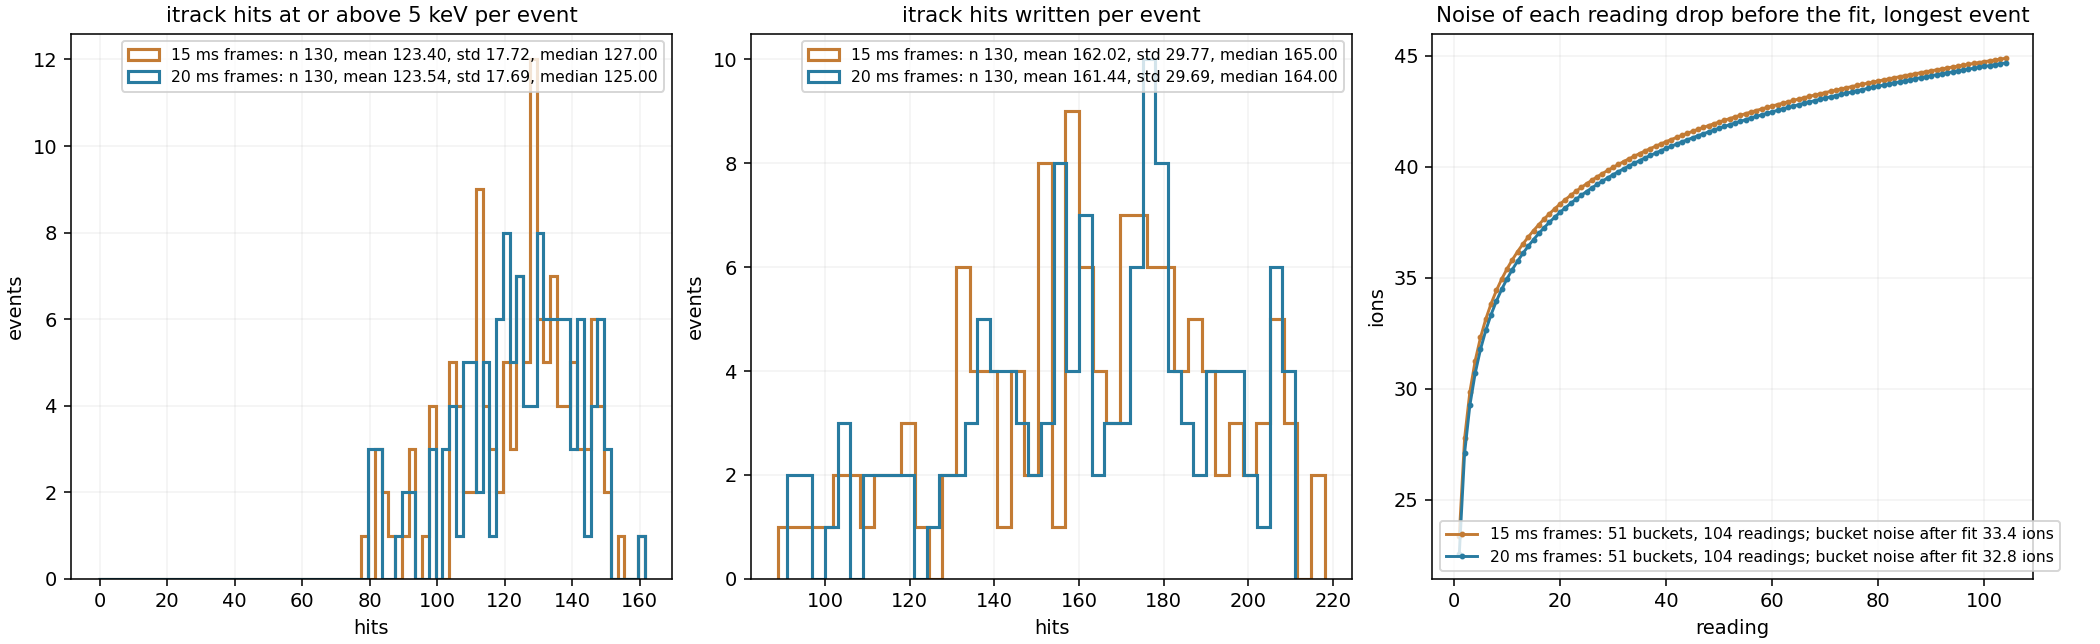 itrack hits at or above 5 keV per event
15 ms frames: n 130, mean 123.40, std 17.72, median 127.00
20 ms frames: n 130, mean 123.54, std 17.69, median 125.00
events
12
10
8
6
4
2
0
0 20 40 60 80 100 120 140 160
hits
itrack hits written per event
15 ms frames: n 130, mean 162.02, std 29.77, median 165.00
20 ms frames: n 130, mean 161.44, std 29.69, median 164.00
events
10
8
6
4
2
0
100 120 140 160 180 200 220
hits
Noise of each reading drop before the fit, longest event
ions
45
40
35
30
25
15 ms frames: 51 buckets, 104 readings; bucket noise after fit 33.4 ions
20 ms frames: 51 buckets, 104 readings; bucket noise after fit 32.8 ions
0 20 40 60 80 100
reading